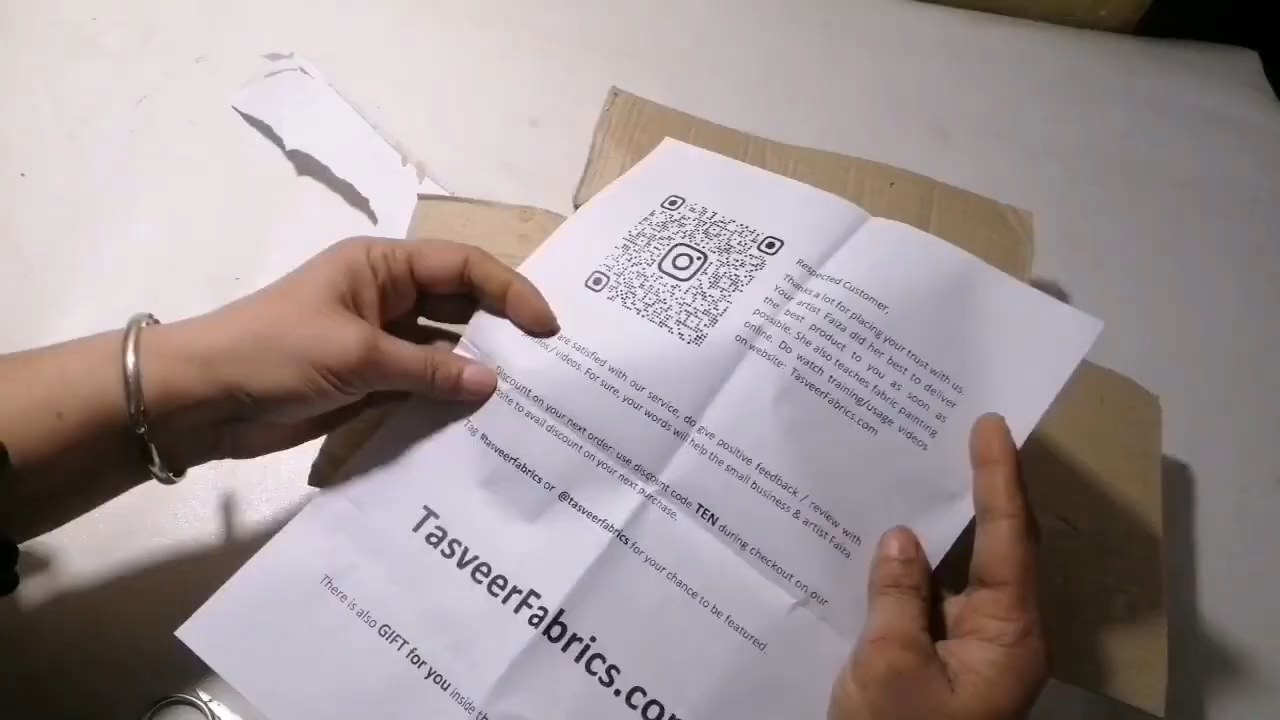 Respected Customer,
Thanks a lot for placing your trust with us.
Your artist Faiza did her best to deliver
the best product to you as soon as
possible. She also teaches fabric painting
online. Do watch training/usage videos
on website: TasveerFabrics.com
are satisfied with our service, do give positive feedback / review with
/ videos. For sure, your words will help the small business & artist Faiza.
Discount on your next order: use discount code TEN during checkout on our
to avail discount on your next purchase.
Tag #tasveerfabrics or @tasveerfabrics for your chance to be featured.
TasveerFabrics.co
There is also GIFT for you inside